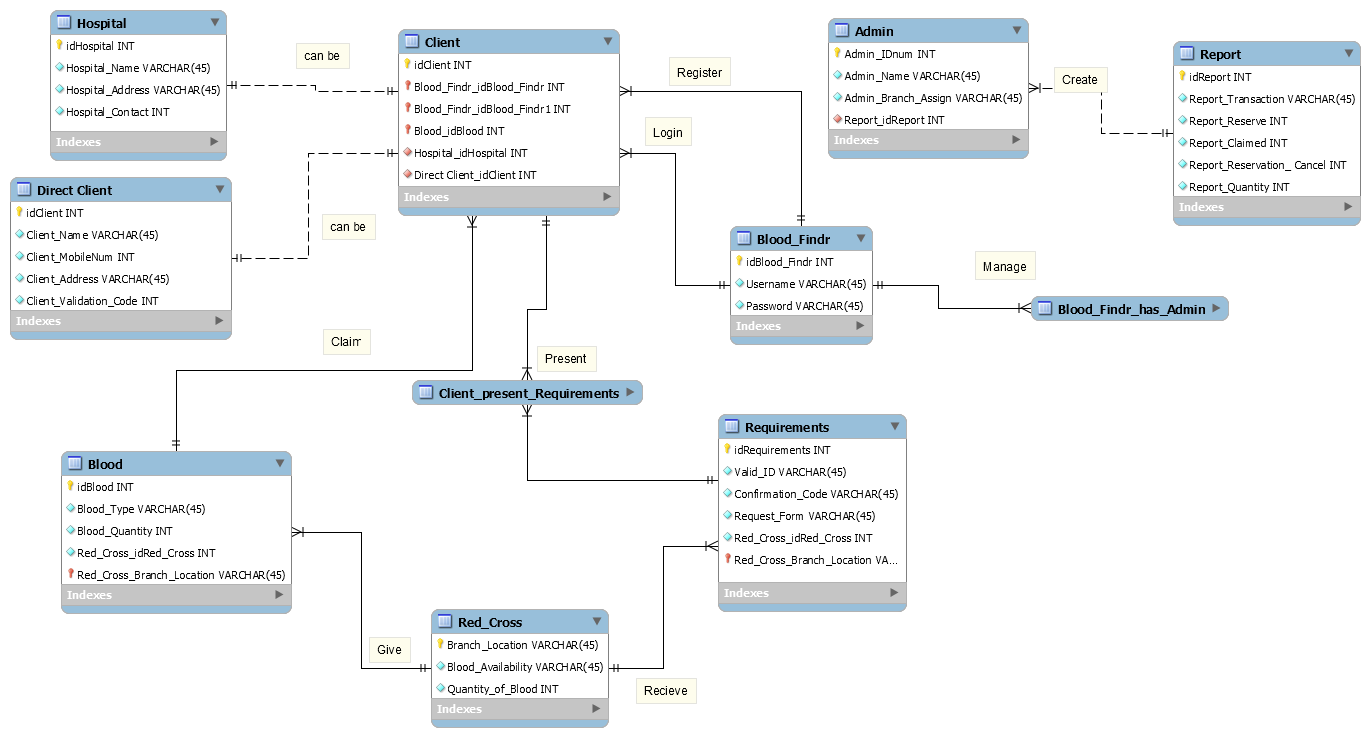 Hospital
idHospital INT
Hospital_Name VARCHAR(45)
Hospital_Address VARCHAR(45)
Hospital_Contact INT
Indexes
can be
Client
idClient INT
Blood_Findr_idBlood_Findr INT
Blood_Findr_idBlood_Findr1 INT
Blood_idBlood INT
Hospital_idHospital INT
Direct Client_idClient INT
Indexes
Register
Login
Admin
Admin_IDnum INT
Admin_Name VARCHAR(45)
Admin_Branch_Assign VARCHAR(45)
Report_idReport INT
Indexes
Create
Report
idReport INT
Report_Transaction VARCHAR(45)
Report_Reserve INT
Report_Claimed INT
Report_Reservation_ Cancel INT
Report_Quantity INT
Indexes
Direct Client
idClient INT
Client_Name VARCHAR(45)
Client_MobileNum INT
Client_Address VARCHAR(45)
Client_Validation_Code INT
Indexes
can be
Blood_Findr
idBlood_Findr INT
Username VARCHAR(45)
Password VARCHAR(45)
Indexes
Manage
Blood_Findr_has_Admin
Claim
Present
Client_present_Requirements
Requirements
idRequirements INT
Valid_ID VARCHAR(45)
Confirmation_Code VARCHAR(45)
Request_Form VARCHAR(45)
Red_Cross_idRed_Cross INT
Red_Cross_Branch_Location VA...
Indexes
Blood
idBlood INT
Blood_Type VARCHAR(45)
Blood_Quantity INT
Red_Cross_idRed_Cross INT
Red_Cross_Branch_Location VARCHAR(45)
Indexes
Give
Red_Cross
Branch_Location VARCHAR(45)
Blood_Availability VARCHAR(45)
Quantity_of_Blood INT
Indexes
Recieve